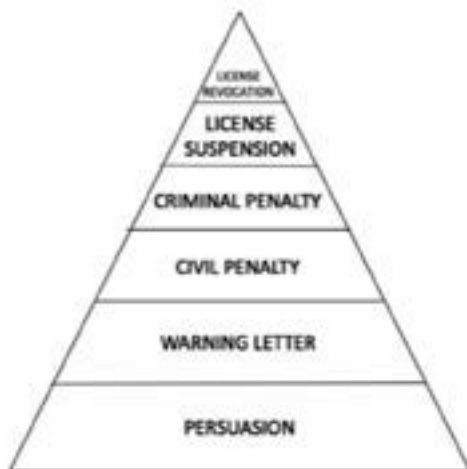 LICENSE
REVOCATION
LICENSE
SUSPENSION
CRIMINAL PENALTY
CIVIL PENALTY
WARNING LETTER
PERSUASION